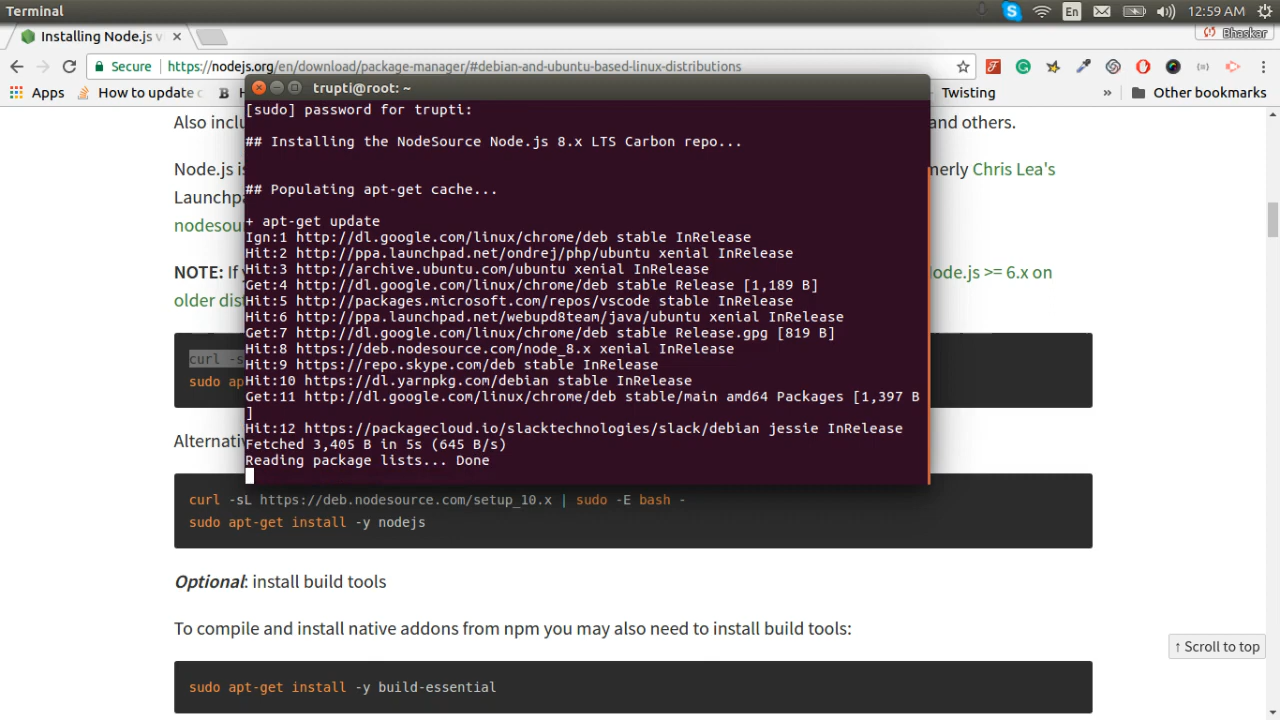 Terminal
En
12:59 AM
Installing Node.js v
Bhaskar
Secure
https://nodejs.org/en/download/package-manager/#debian-and-ubuntu-based-linux-distributions
Apps
How to update c
B
Twisting
»
Other bookmarks
trupti@root: ~
[sudo] password for trupti:
## Installing the NodeSource Node.js 8.x LTS Carbon repo...
## Populating apt-get cache...
+ apt-get update
Ign:1 http://dl.google.com/linux/chrome/deb stable InRelease
Hit:2 http://ppa.launchpad.net/ondrej/php/ubuntu xenial InRelease
Hit:3 http://archive.ubuntu.com/ubuntu xenial InRelease
Get:4 http://dl.google.com/linux/chrome/deb stable Release [1,189 B]
Hit:5 http://packages.microsoft.com/repos/vscode stable InRelease
Hit:6 http://ppa.launchpad.net/webupd8team/java/ubuntu xenial InRelease
Get:7 http://dl.google.com/linux/chrome/deb stable Release.gpg [819 B]
Hit:8 https://deb.nodesource.com/node_8.x xenial InRelease
Hit:9 https://repo.skype.com/deb stable InRelease
Hit:10 https://dl.yarnpkg.com/debian stable InRelease
Get:11 http://dl.google.com/linux/chrome/deb stable/main amd64 Packages [1,397 B
]
Hit:12 https://packagecloud.io/slacktechnologies/slack/debian jessie InRelease
Fetched 3,405 B in 5s (645 B/s)
Reading package lists... Done
Also inclu
and others.
Node.js is
merly Chris Lea's
Launchpa
nodesou
NOTE: If y
ode.js >= 6.x on
older dist
curl -s
sudo ap
Alternativ
curl -sL https://deb.nodesource.com/setup_10.x | sudo -E bash -
sudo apt-get install -y nodejs
Optional: install build tools
To compile and install native addons from npm you may also need to install build tools:
↑ Scroll to top
sudo apt-get install -y build-essential